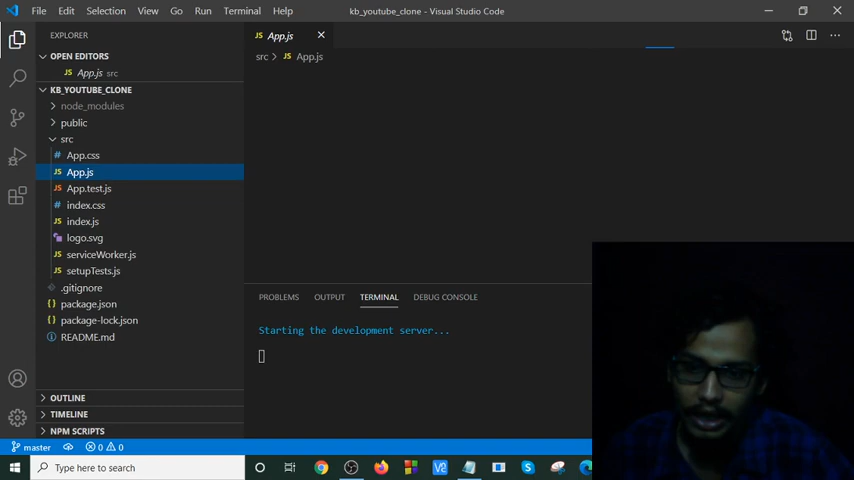 File Edit Selection View Go Run Terminal Help
kb_youtube_clone - Visual Studio Code
EXPLORER
OPEN EDITORS
JS App.js src
KB_YOUTUBE_CLONE
node_modules
public
src
# App.css
JS App.js
JS App.test.js
# index.css
JS index.js
logo.svg
JS serviceWorker.js
JS setupTests.js
.gitignore
{} package.json
{} package-lock.json
README.md
OUTLINE
TIMELINE
NPM SCRIPTS
JS App.js
src > JS App.js
PROBLEMS OUTPUT TERMINAL DEBUG CONSOLE
Starting the development server...
master 0 0
Type here to search